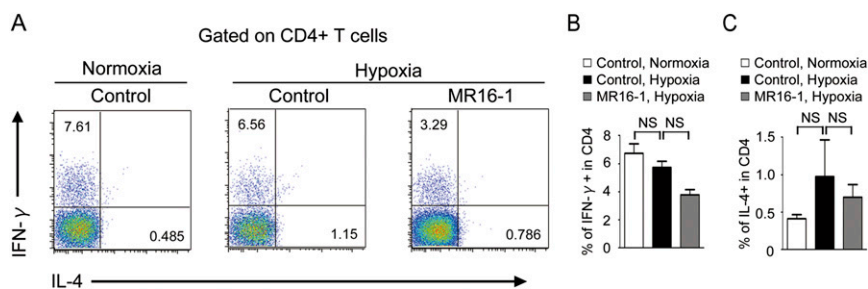 A
Gated on CD4+ T cells
Normoxia
Hypoxia
Control
Control
MR16-1
7.61
0.485
6.56
1.15
3.29
0.786
IFN-γ
IL-4
B
Control, Normoxia
Control, Hypoxia
MR16-1, Hypoxia
NS
NS
% of IFN-γ + in CD4
8
6
4
2
0
C
Control, Normoxia
Control, Hypoxia
MR16-1, Hypoxia
NS
NS
% of IL-4+ in CD4
1.5
1.0
0.5
0